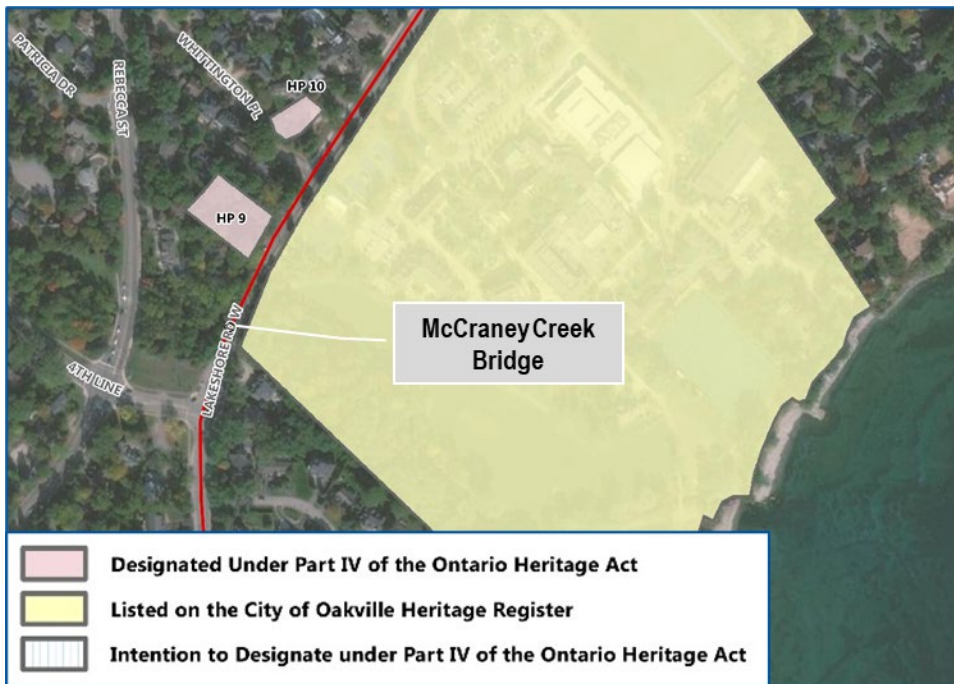 PATRICIA DR
REBECCA ST
WHITTINGTON PL
HP 10
HP 9
McCraney Creek
Bridge
LAKESHORE RD W
4TH LINE
Designated Under Part IV of the Ontario Heritage Act
Listed on the City of Oakville Heritage Register
Intention to Designate under Part IV of the Ontario Heritage Act